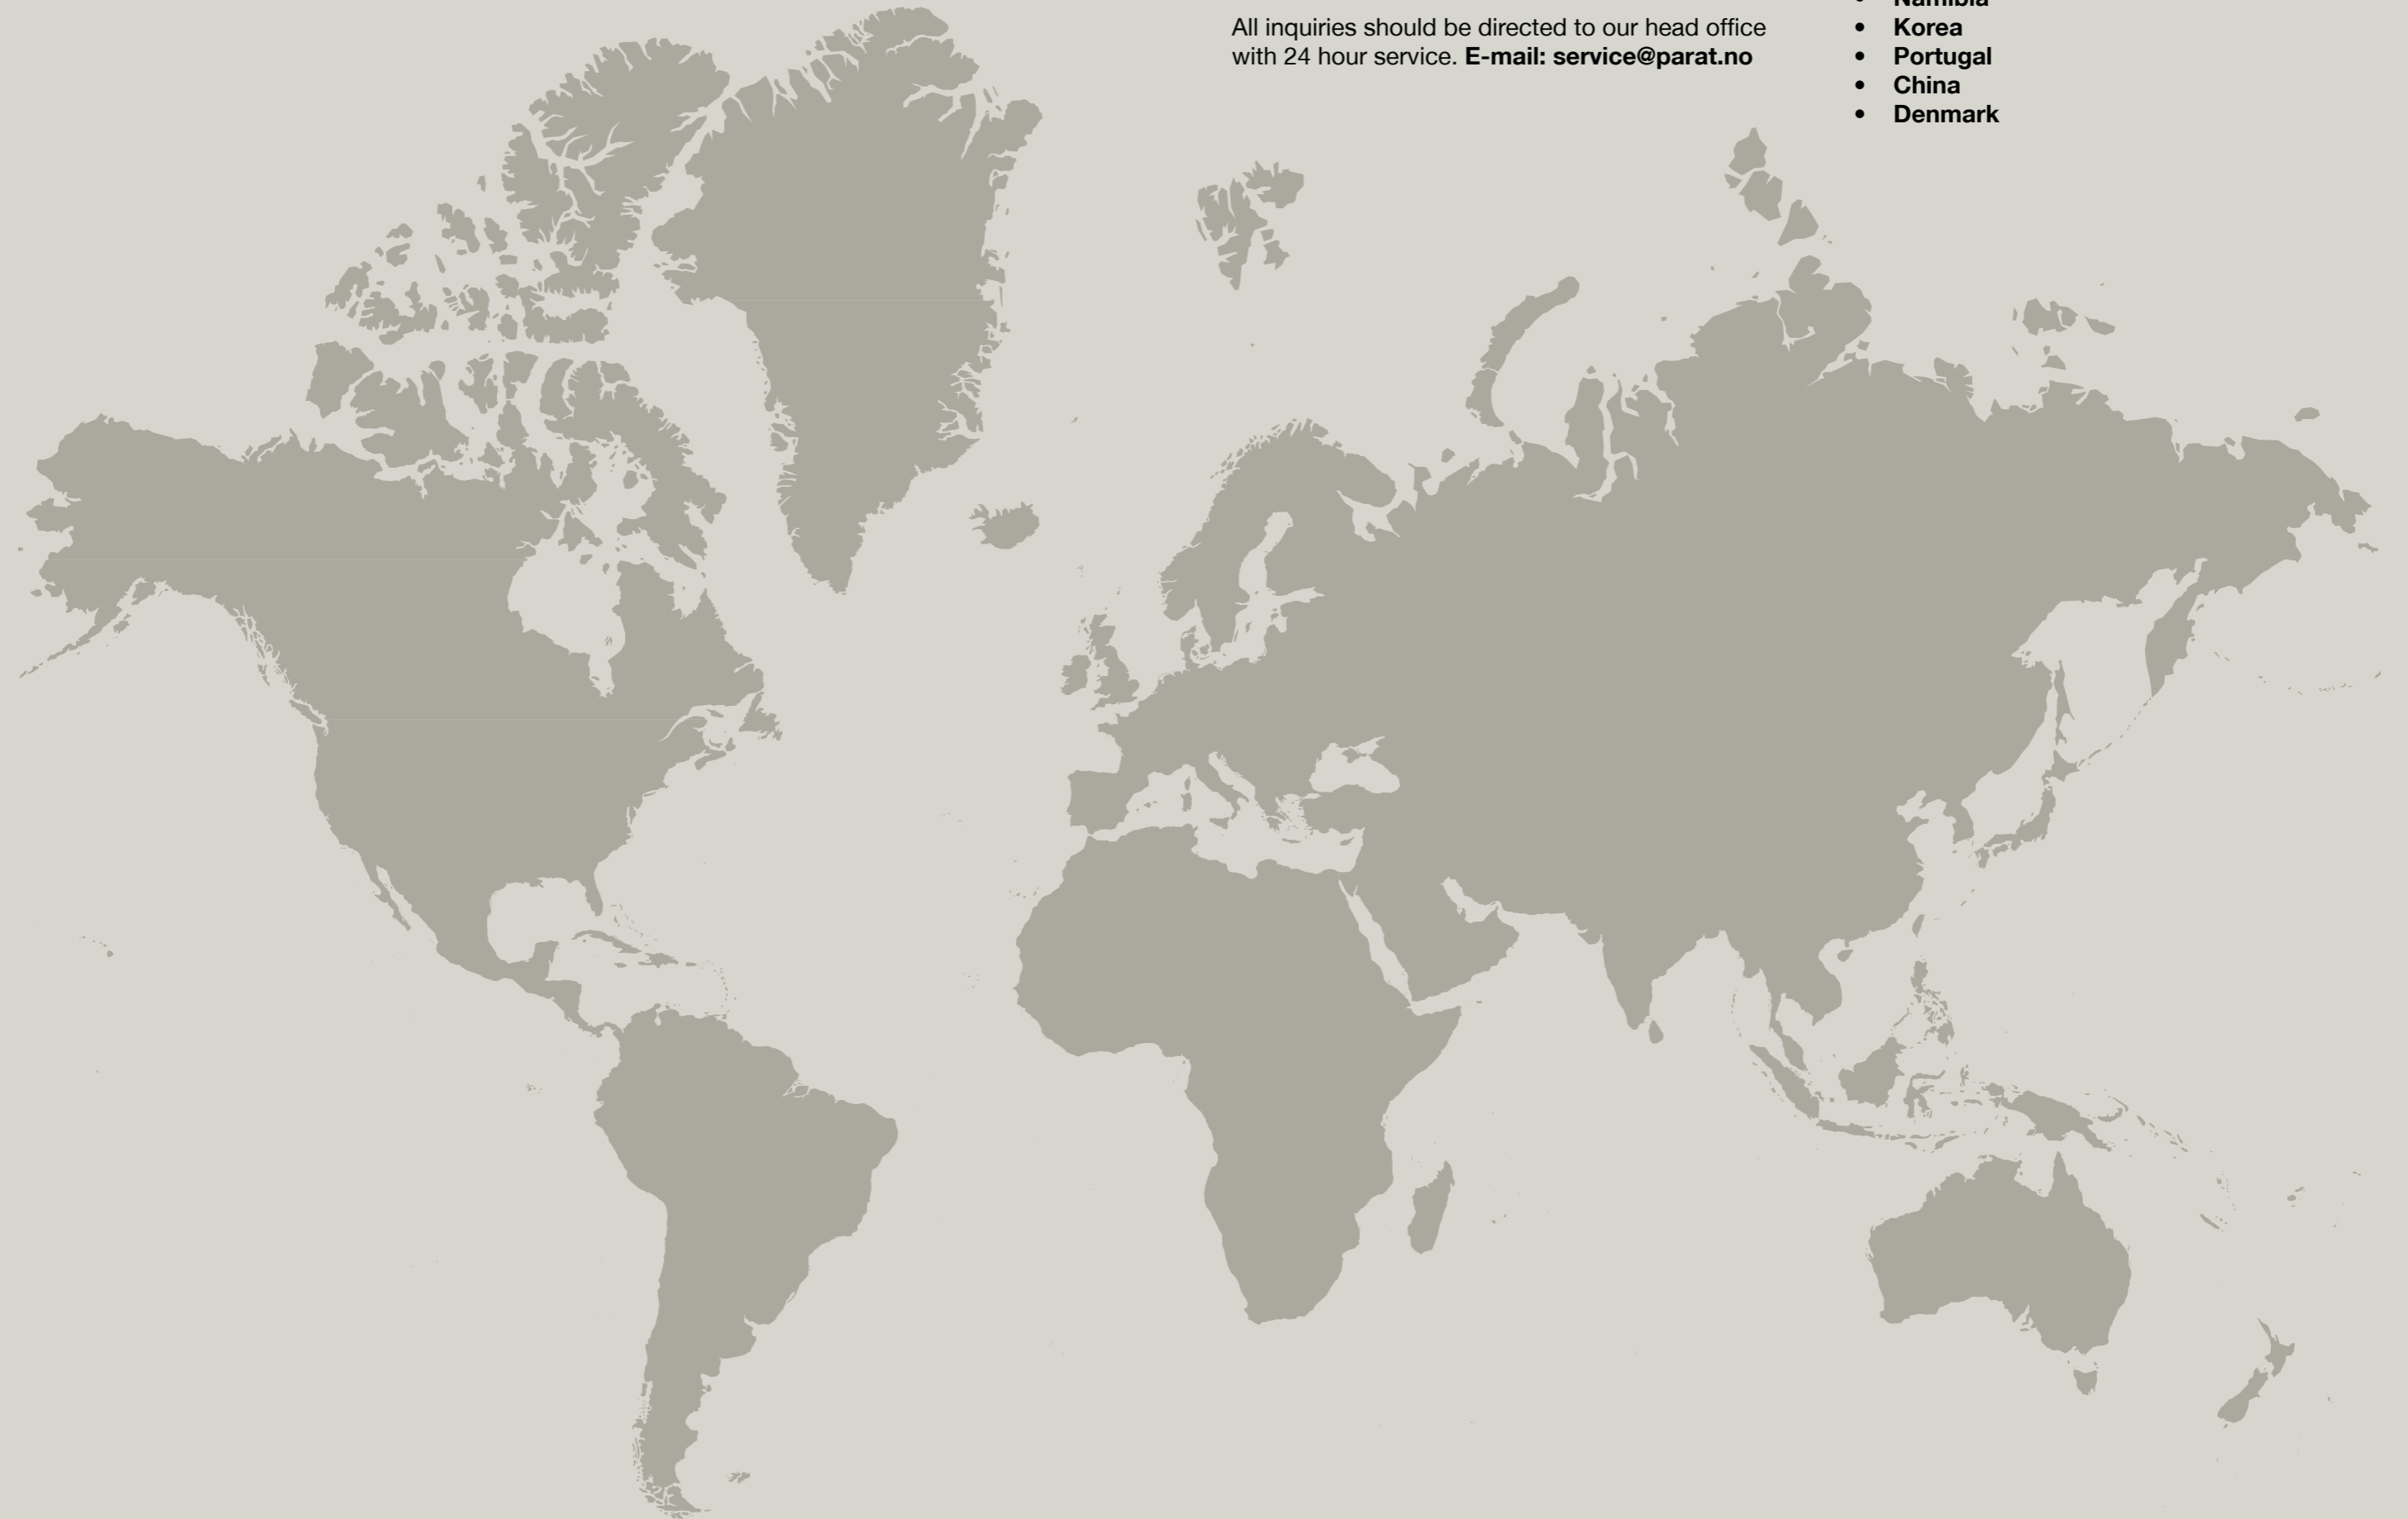 All inquiries should be directed to our head office
with 24 hour service. E-mail: service@parat.no
• Namibia
• Korea
• Portugal
• China
• Denmark